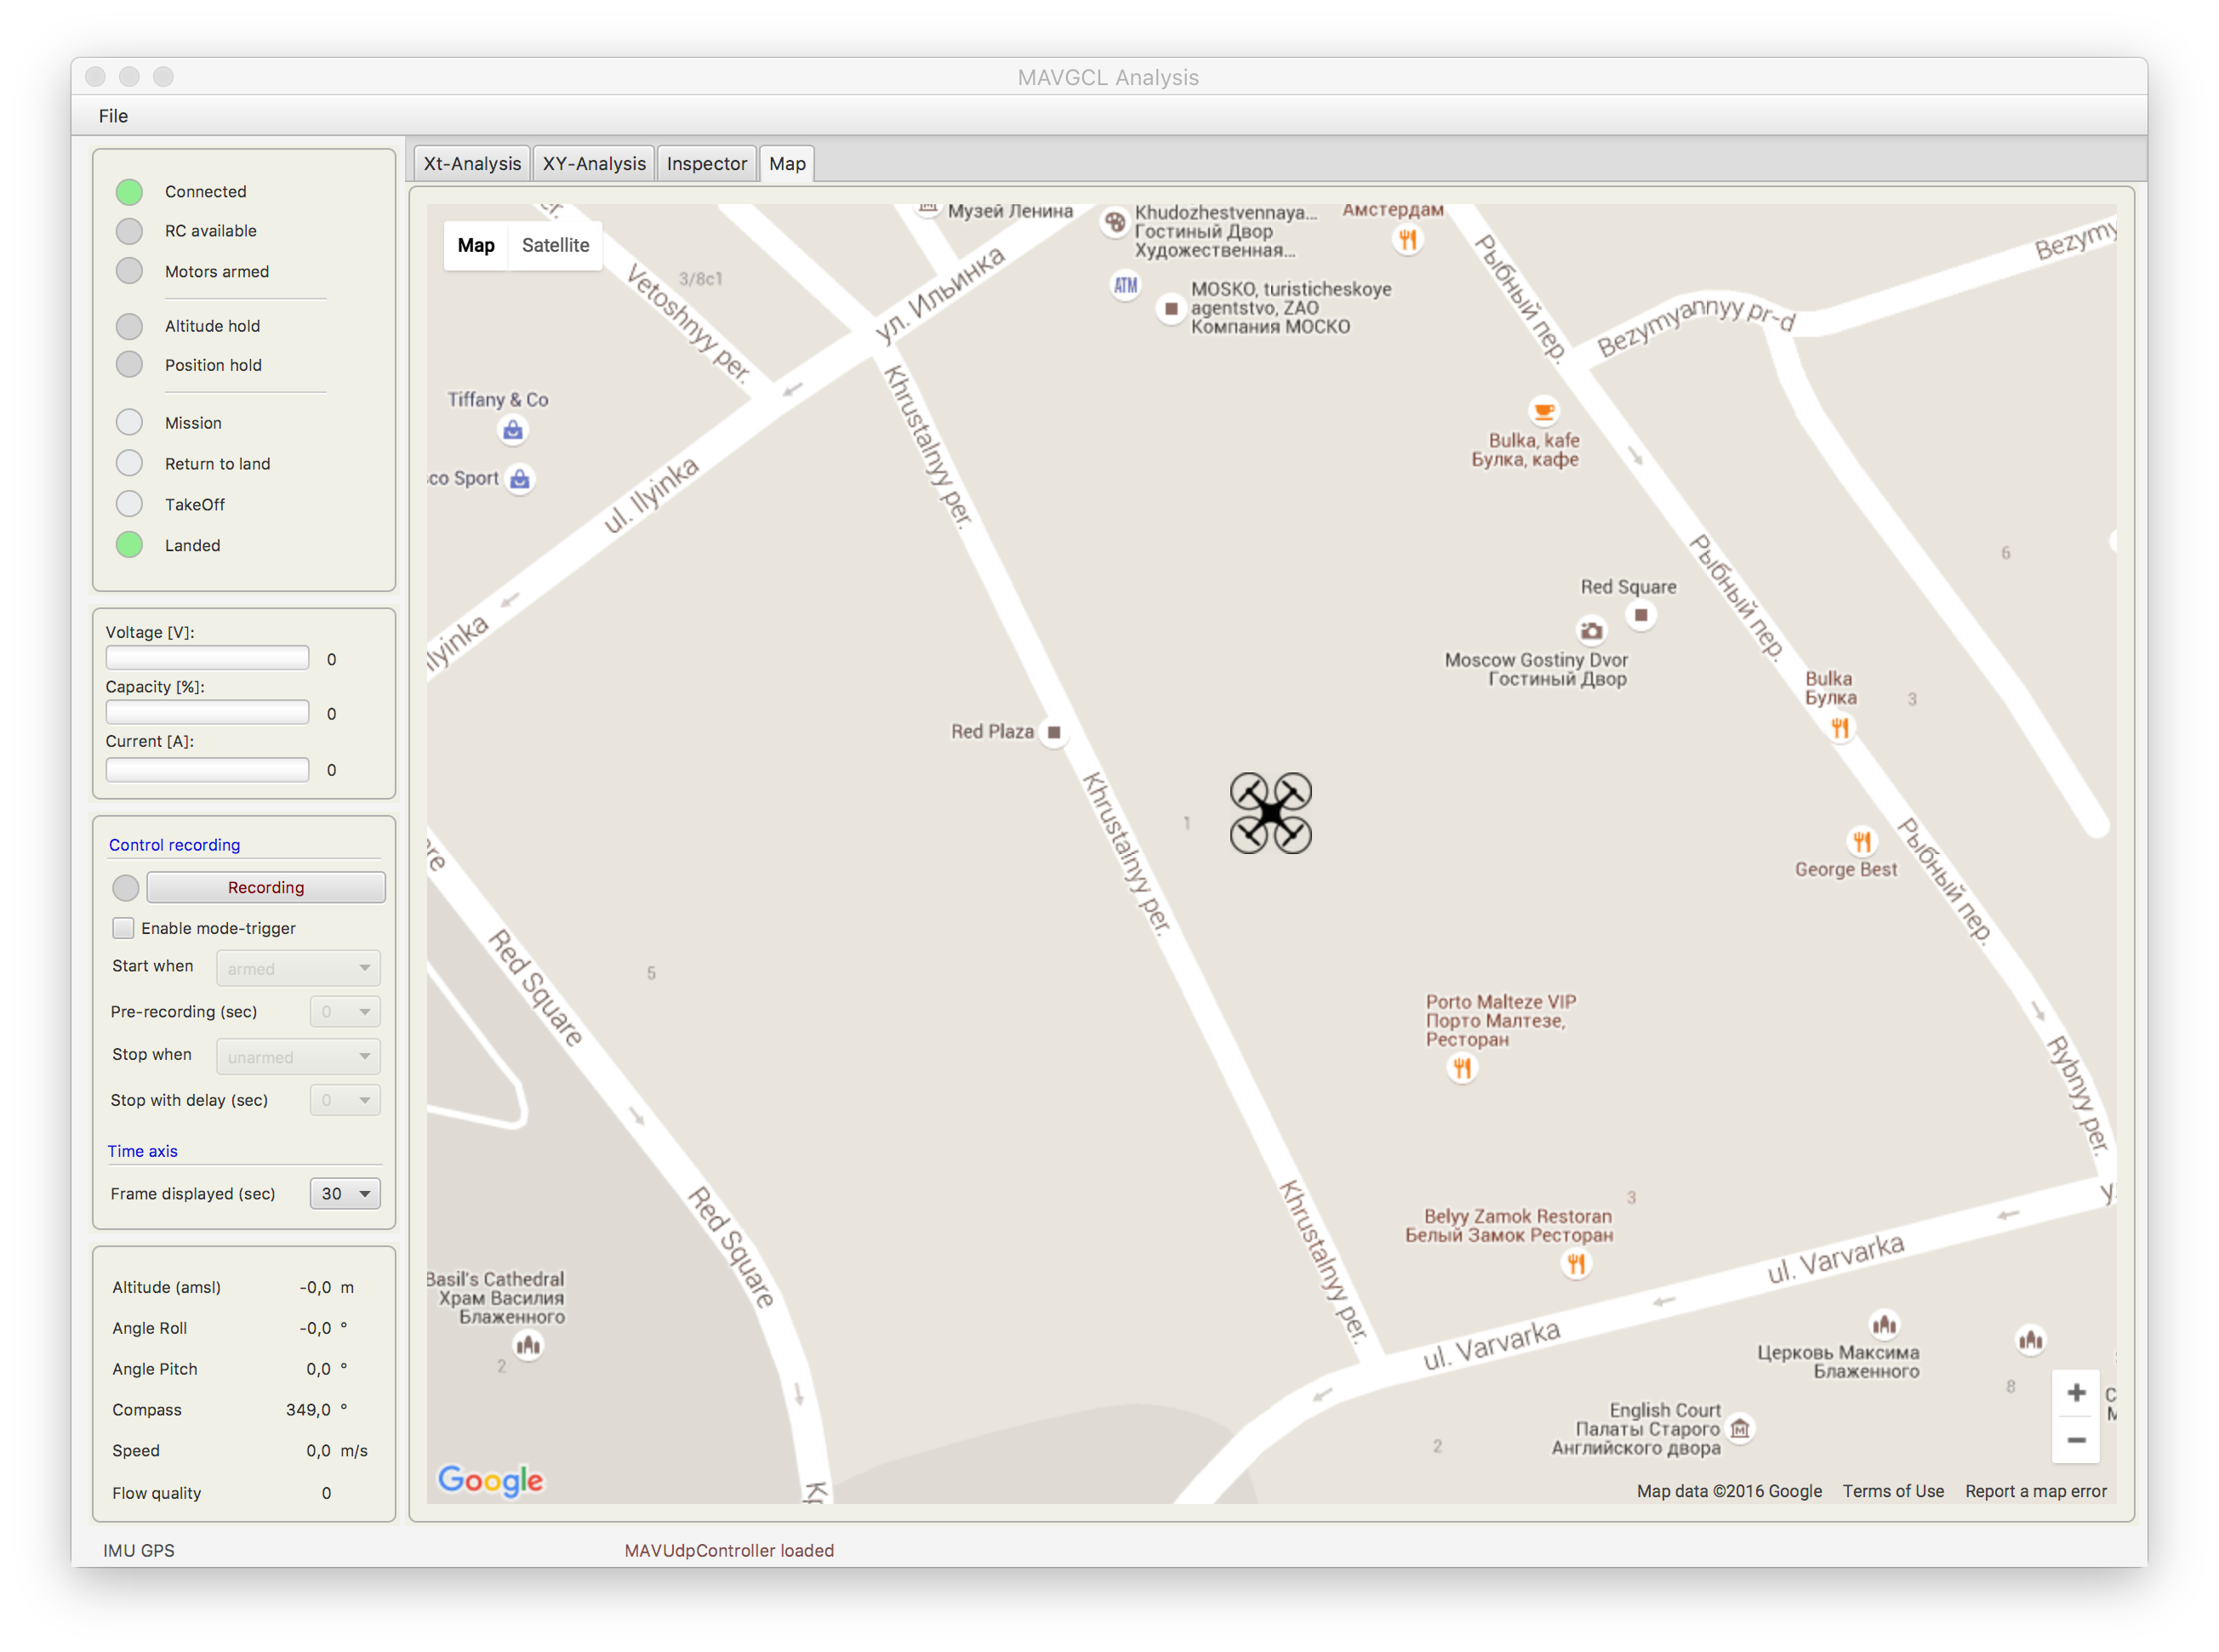 MAVGCL Analysis
File
Connected
RC available
Motors armed
Altitude hold
Position hold
Mission
Return to land
TakeOff
Landed
Voltage [V]:
0
Capacity [%]:
0
Current [A]:
0
Control recording
Recording
Enable mode-trigger
Start when armed
Pre-recording (sec) 0
Stop when unarmed
Stop with delay (sec) 0
Time axis
Frame displayed (sec) 30
Altitude (amsl) -0,0 m
Angle Roll -0,0 °
Angle Pitch 0,0 °
Compass 349,0 °
Speed 0,0 m/s
Flow quality 0
Xt-Analysis XY-Analysis Inspector Map
Map Satellite
Музей Ленина
Khudozhestvennaya...
Гостиный Двор
Художественная...
Амстердам
ATM
MOSKO, turisticheskoye
agentstvo, ZAO
Компания МОСКО
3/8c1
Vetoshnyy per.
ул. Ильинка
Рыбный пер.
Bezymyannyy pr-d
Bezymy
Tiffany & Co
co Sport
ul. Ilyinka
Ilyinka
Khrustalnyy per.
Bulka, kafe
Булка, кафе
6
Рыбный пер.
Red Square
Moscow Gostiny Dvor
Гостиный Двор
Bulka
Булка
3
Red Plaza
1
Khrustalnyy per.
George Best
Рыбный пер.
Red Square
5
Porto Malteze VIP
Порто Малтезе,
Ресторан
Rybnyy per.
Red Square
Khrustalnyy per.
3
Belyy Zamok Restoran
Белый Замок Ресторан
ul. Varvarka
ul. Varvarka
Basil's Cathedral
Храм Василия
Блаженного
2
Церковь Максима
Блаженного
8
English Court
Палаты Старого
Английского двора
2
+
−
Google
Map data ©2016 Google Terms of Use Report a map error
IMU GPS
MAVUdpController loaded